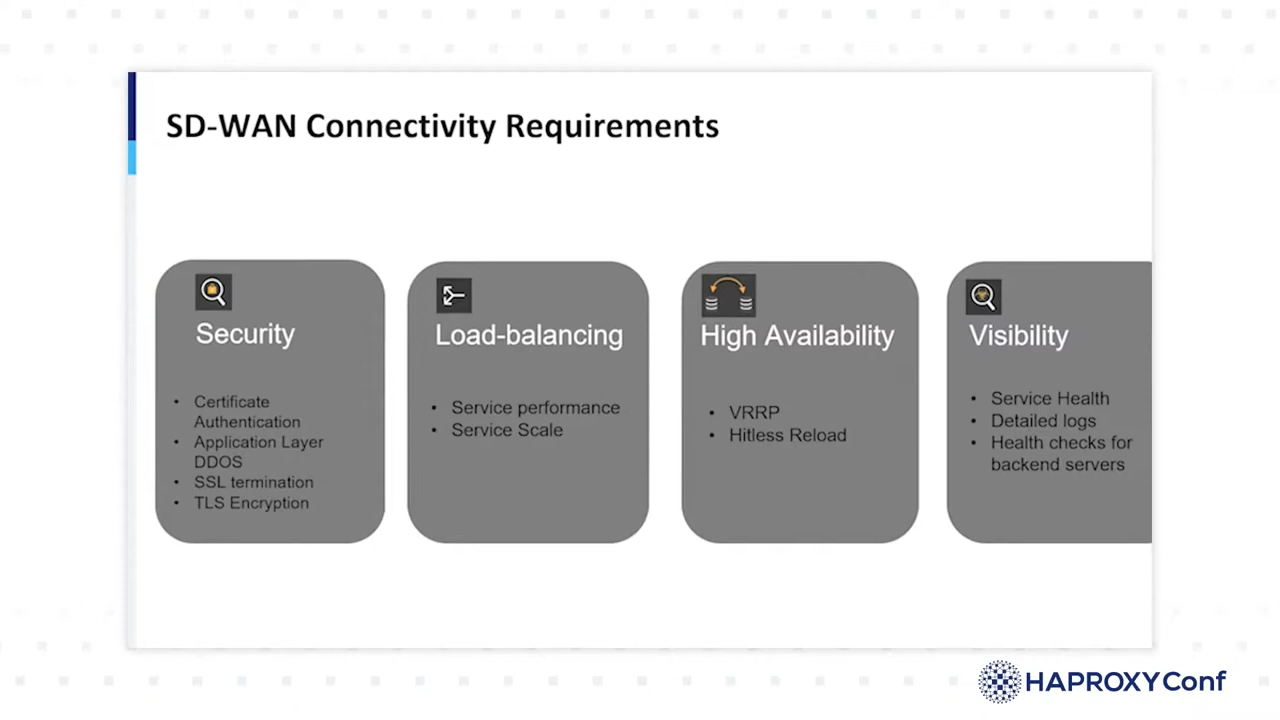 SD-WAN Connectivity Requirements
Security
• Certificate
Authentication
• Application Layer
DDOS
• SSL termination
• TLS Encryption
Load-balancing
• Service performance
• Service Scale
High Availability
• VRRP
• Hitless Reload
Visibility
• Service Health
• Detailed logs
• Health checks for
backend servers
HAPROXYConf